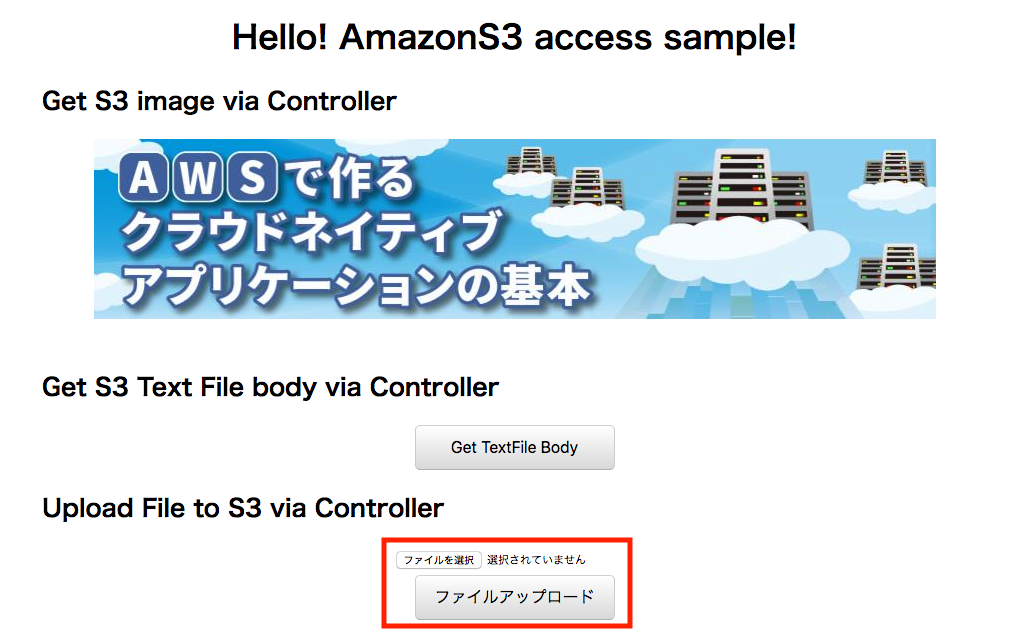 Hello! AmazonS3 access sample!
Get S3 image via Controller
AWSで作る
クラウドネイティブ
アプリケーションの基本
Get S3 Text File body via Controller
Get TextFile Body
Upload File to S3 via Controller
ファイルを選択 選択されていません
ファイルアップロード